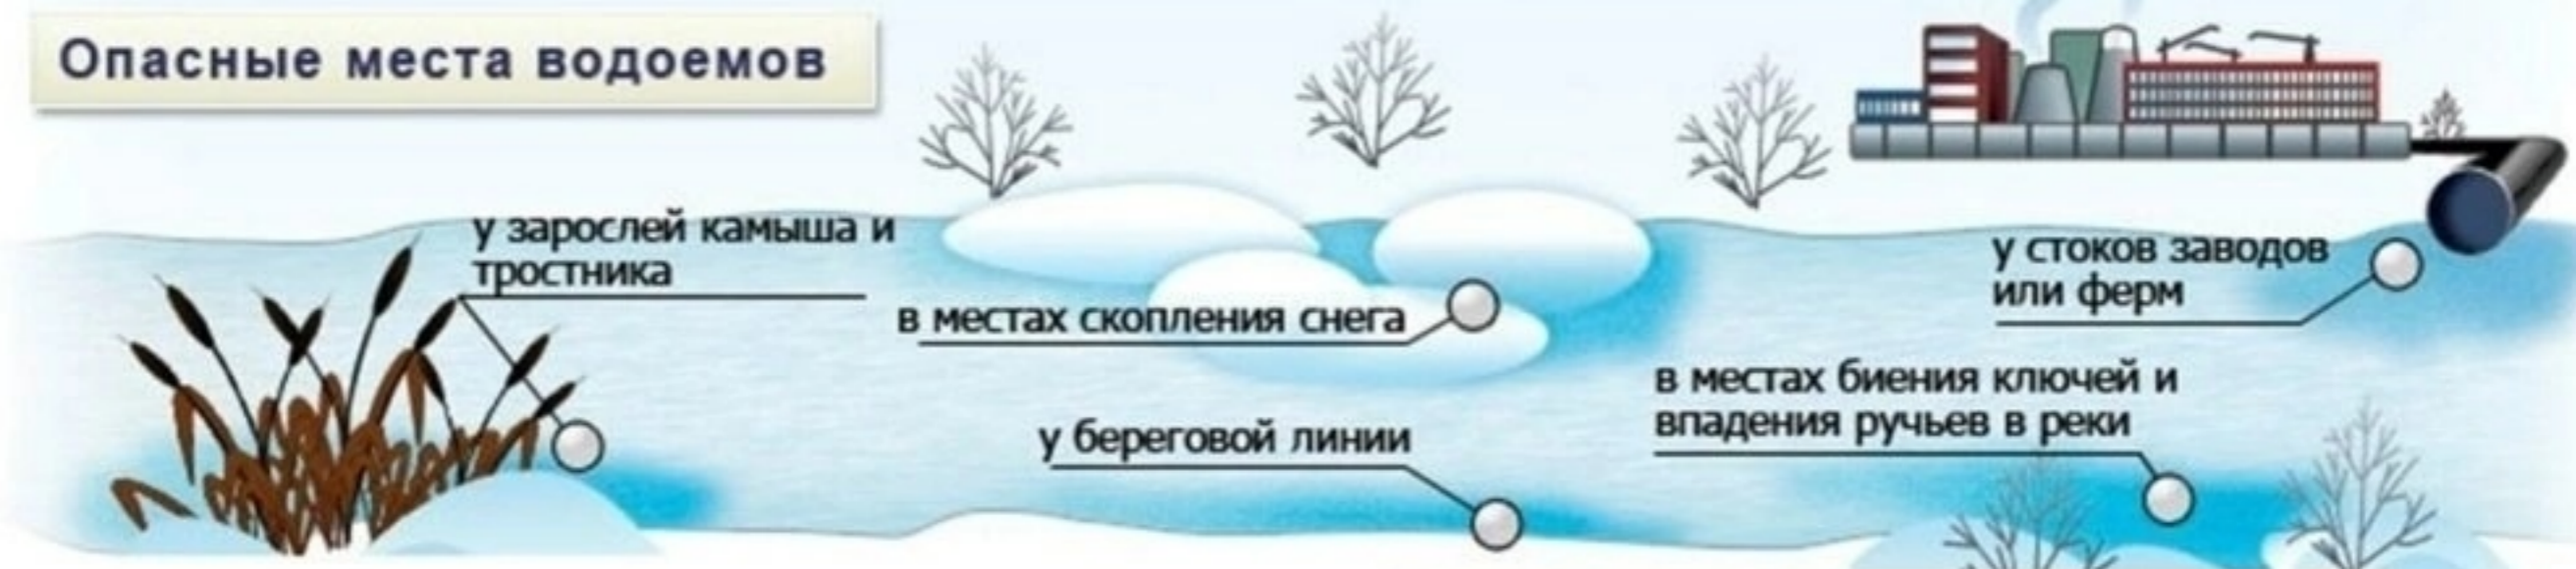 Опасные места водоемов
у зарослей камыша и
тростника
в местах скопления снега
у стоков заводов
или ферм
в местах биения ключей и
впадения ручьев в реки
у береговой линии